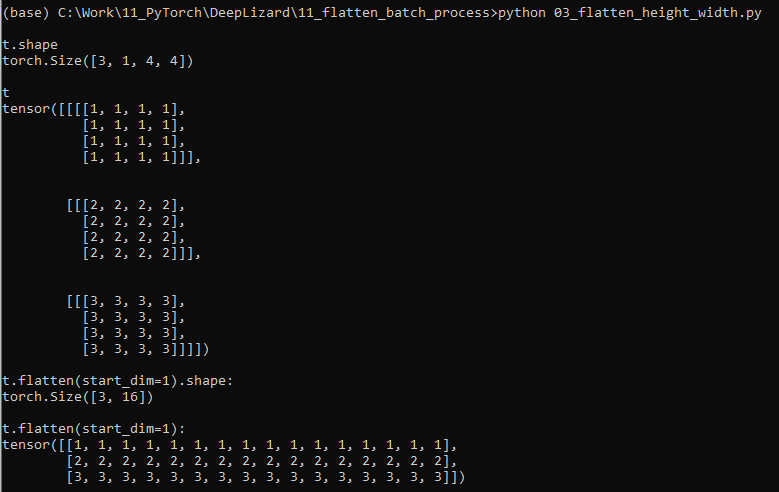 (base) C:\Work\11_PyTorch\DeepLizard\11_flatten_batch_process>python 03_flatten_height_width.py
t.shape
torch.Size([3, 1, 4, 4])
t
tensor([[[[1, 1, 1, 1],
          [1, 1, 1, 1],
          [1, 1, 1, 1],
          [1, 1, 1, 1]]],
        [[[2, 2, 2, 2],
          [2, 2, 2, 2],
          [2, 2, 2, 2],
          [2, 2, 2, 2]]],
        [[[3, 3, 3, 3],
          [3, 3, 3, 3],
          [3, 3, 3, 3],
          [3, 3, 3, 3]]]])
t.flatten(start_dim=1).shape:
torch.Size([3, 16])
t.flatten(start_dim=1):
tensor([[1, 1, 1, 1, 1, 1, 1, 1, 1, 1, 1, 1, 1, 1, 1, 1],
        [2, 2, 2, 2, 2, 2, 2, 2, 2, 2, 2, 2, 2, 2, 2, 2],
        [3, 3, 3, 3, 3, 3, 3, 3, 3, 3, 3, 3, 3, 3, 3, 3]])